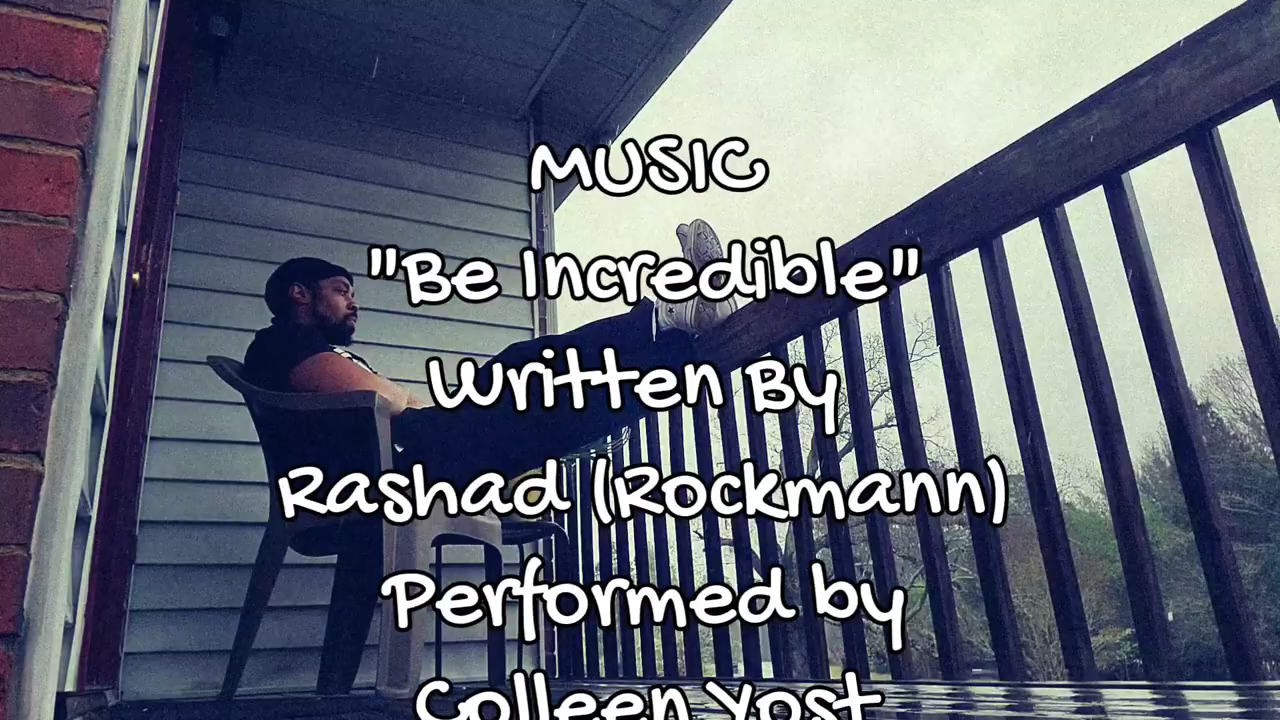 MUSIC
"Be Incredible"
Written By
Rashad (Rockmann)
Performed by
Colleen Yost